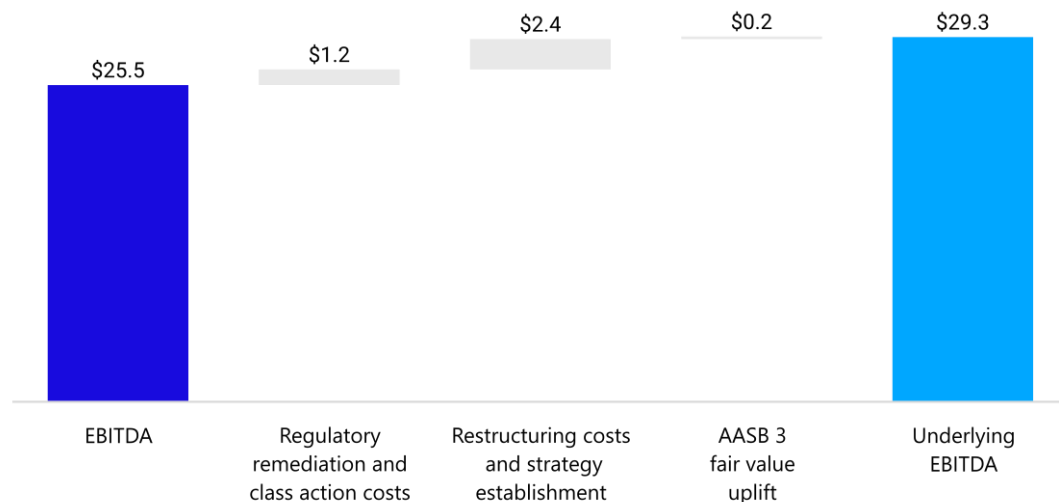 $25.5
$1.2
$2.4
$0.2
$29.3
EBITDA
Regulatory
remediation and
class action costs
Restructuring costs
and strategy
establishment
AASB 3
fair value
uplift
Underlying
EBITDA